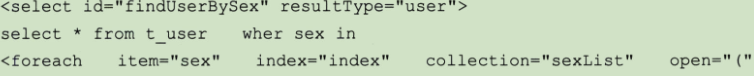 <select id="findUserBySex" resultType="user">
select * from t_user wher sex in
<foreach item="sex" index="index" collection="sexList" open="("